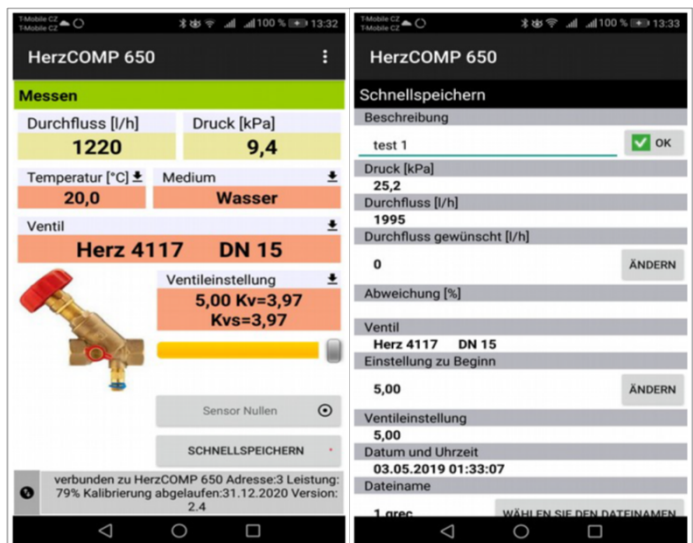 T-Mobile CZ
T-Mobile CZ
100 % 13:32
HerzCOMP 650
Messen
Durchfluss [l/h]
Druck [kPa]
1220
9,4
Temperatur [°C]
Medium
20,0
Wasser
Ventil
Herz 4117 DN 15
Ventileinstellung
5,00 Kv=3,97
Kvs=3,97
Sensor Nullen
SCHNELLSPEICHERN
verbunden zu HerzCOMP 650 Adresse:3 Leistung:
79% Kalibrierung abgelaufen:31.12.2020 Version:
2.4
T-Mobile CZ
T-Mobile CZ
100 % 13:33
HerzCOMP 650
Schnellspeichern
Beschreibung
test 1
OK
Druck [kPa]
25,2
Durchfluss [l/h]
1995
Durchfluss gewünscht [l/h]
0
ÄNDERN
Abweichung [%]
Ventil
Herz 4117 DN 15
Einstellung zu Beginn
5,00
ÄNDERN
Ventileinstellung
5,00
Datum und Uhrzeit
03.05.2019 01:33:07
Dateiname
1.qrec
WÄHLEN SIE DEN DATEINAMEN